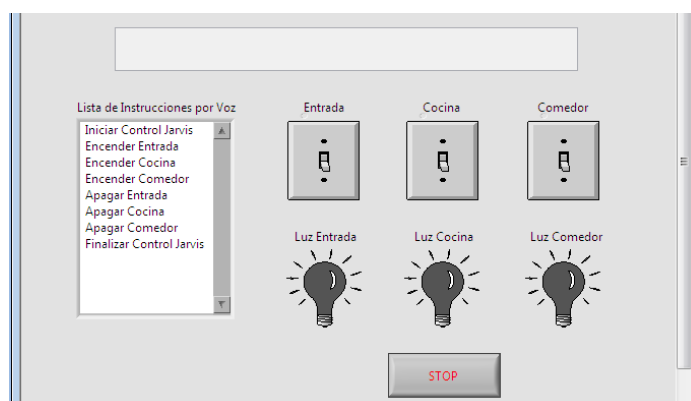 Lista de Instrucciones por Voz
Iniciar Control Jarvis
Encender Entrada
Encender Cocina
Encender Comedor
Apagar Entrada
Apagar Cocina
Apagar Comedor
Finalizar Control Jarvis
Entrada
Cocina
Comedor
Luz Entrada
Luz Cocina
Luz Comedor
STOP